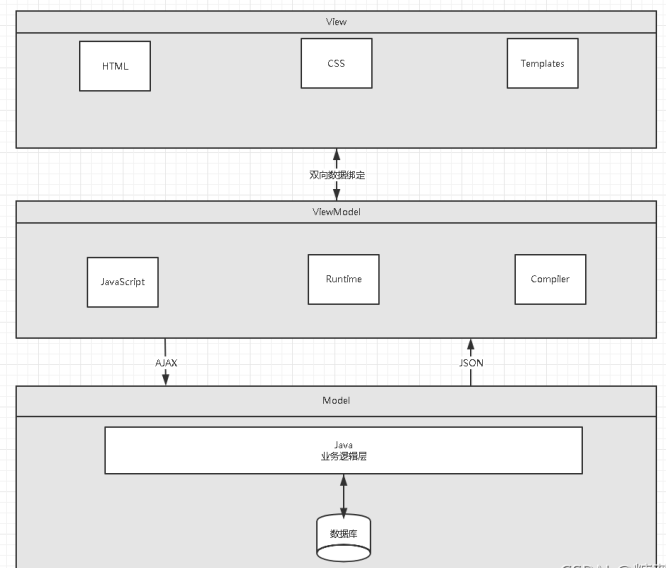 View
HTML
CSS
Templates
双向数据绑定
ViewModel
JavaScript
Runtime
Compiler
AJAX
JSON
Model
Java
业务逻辑层
数据库